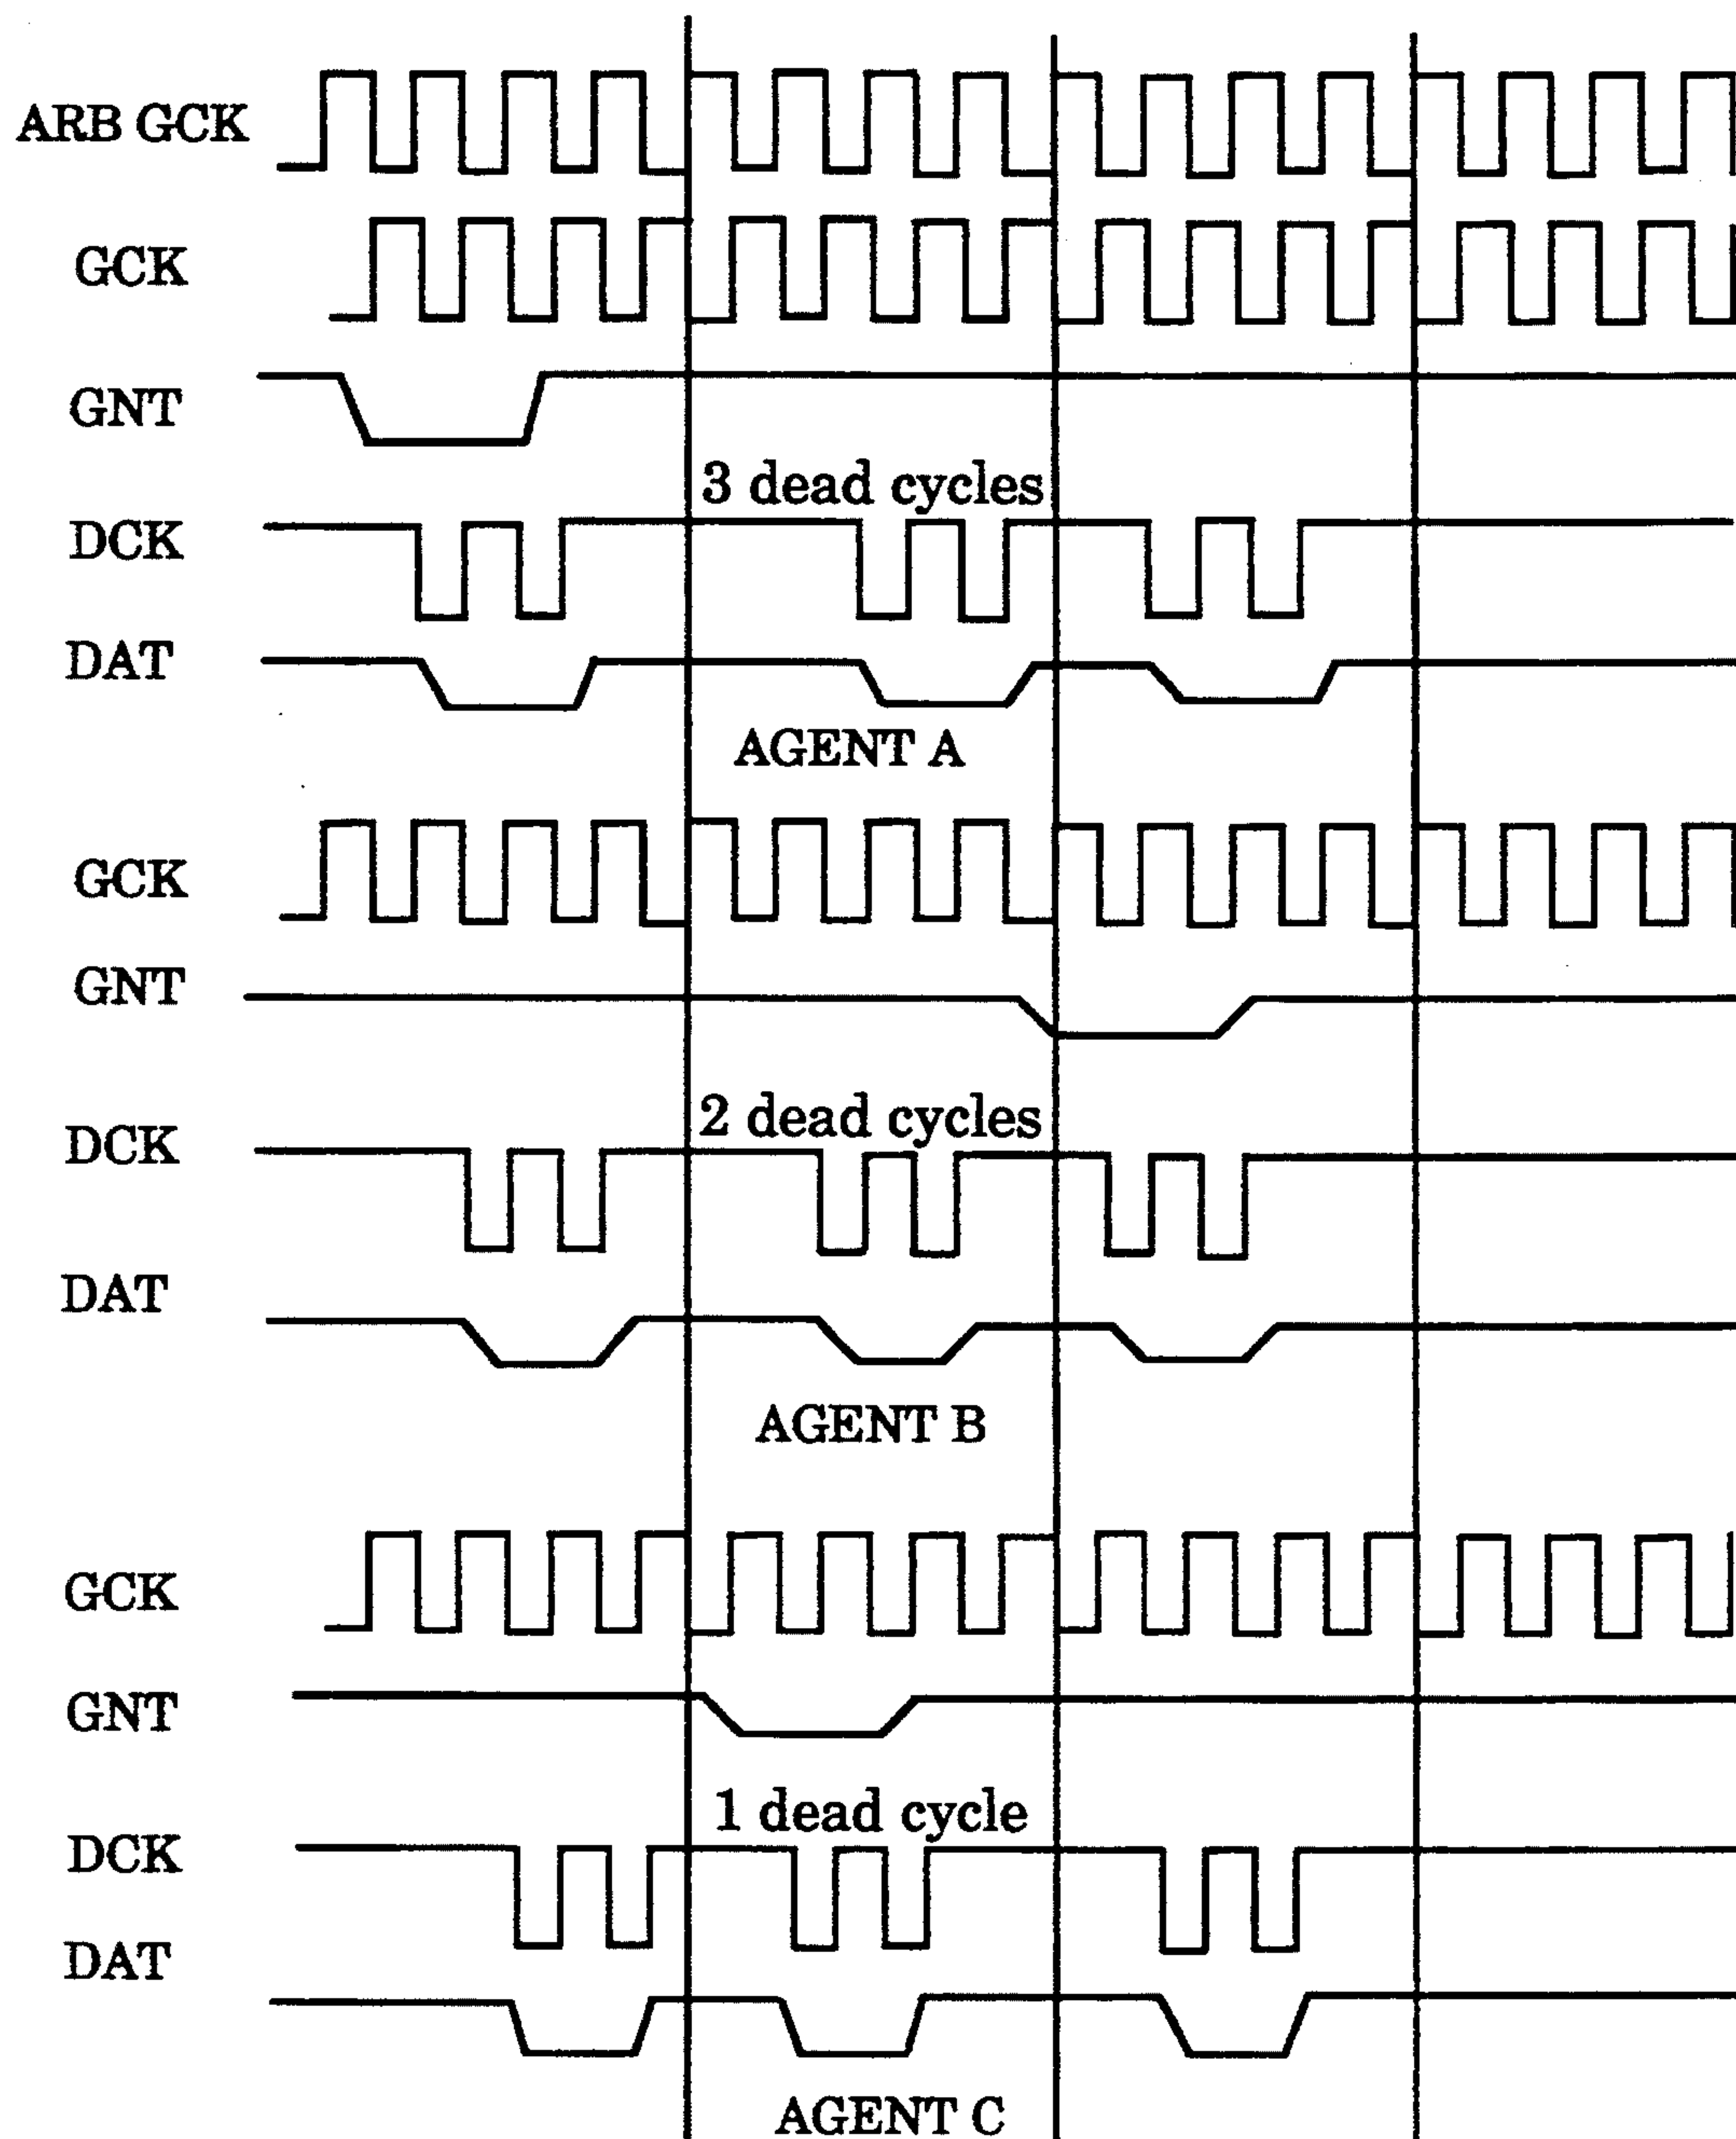 ARB GCK
GCK
GNT
3 dead cycles
DCK
DAT
AGENT A
GCK
GNT
2 dead cycles
DCK
DAT
AGENT B
GCK
GNT
1 dead cycle
DCK
DAT
AGENT C